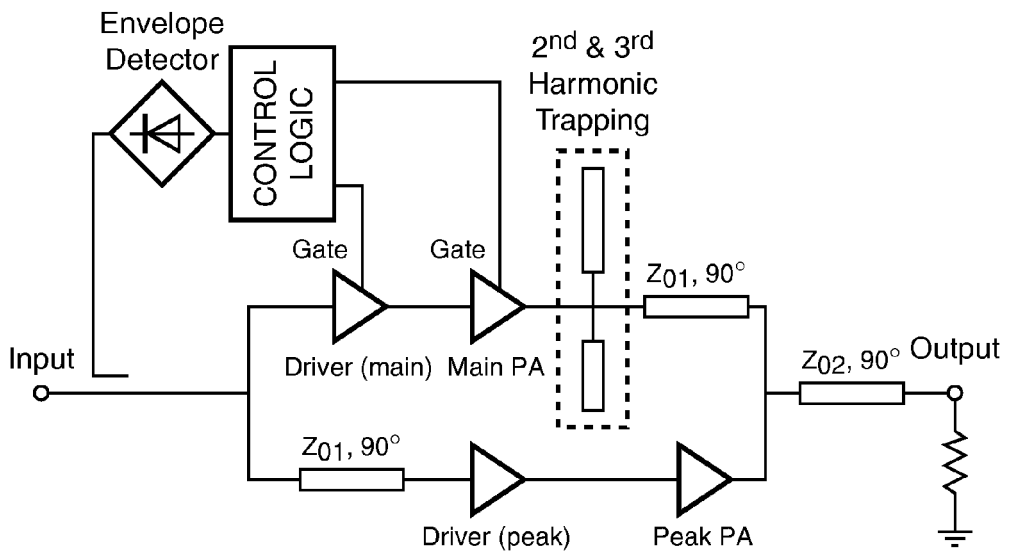 Envelope
Detector
CONTROL
LOGIC
2nd & 3rd
Harmonic
Trapping
Gate
Gate
Z01, 90°
Input
Driver (main)
Main PA
Z02, 90°
Output
Z01, 90°
Driver (peak)
Peak PA